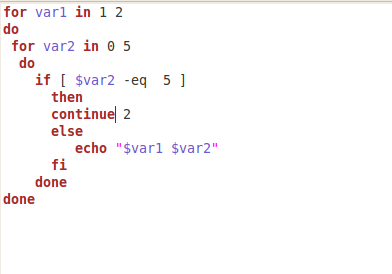 for var1 in 1 2
do
 for var2 in 0 5
  do
    if [ $var2 -eq  5 ]
      then
      continue 2
      else
         echo "$var1 $var2"
      fi
    done
done